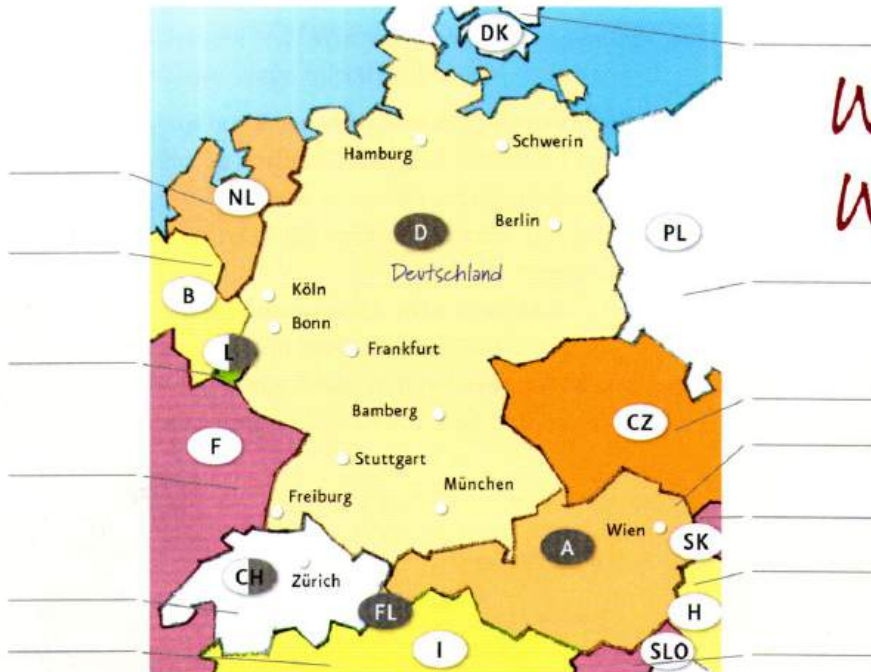 DK
Hamburg
Schwerin
NL
D
Berlin
PL
Deutschland
B
Köln
Bonn
L
Frankfurt
Bamberg
CZ
F
Stuttgart
München
Freiburg
Wien
SK
A
CH
Zürich
FL
H
I
SLO